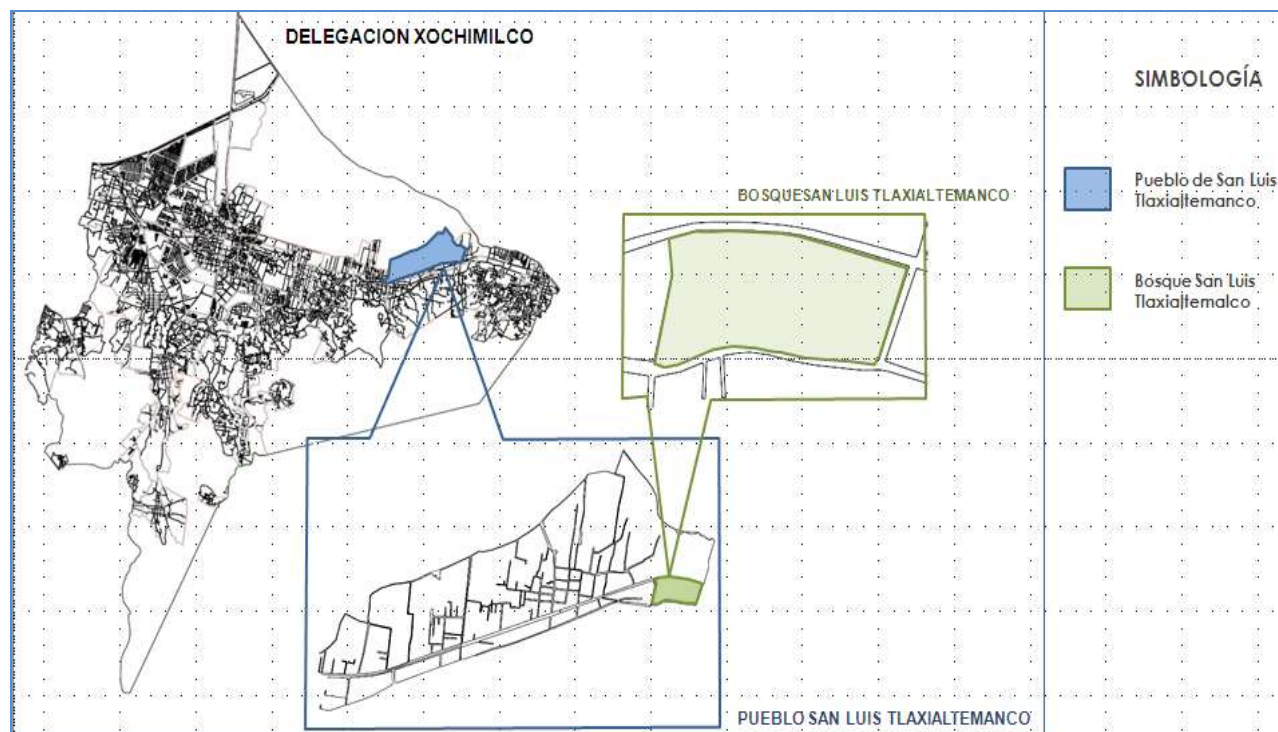 DELEGACION XOCHIMILCO
SIMBOLOGÍA
Pueblo de San Luis
Tlaxialtemanco
BOSQUESAN LUIS TLAXIALTEMANCO
Bosque San Luis
Tlaxialtemalco
PUEBLO SAN LUIS TLAXIALTEMANCO